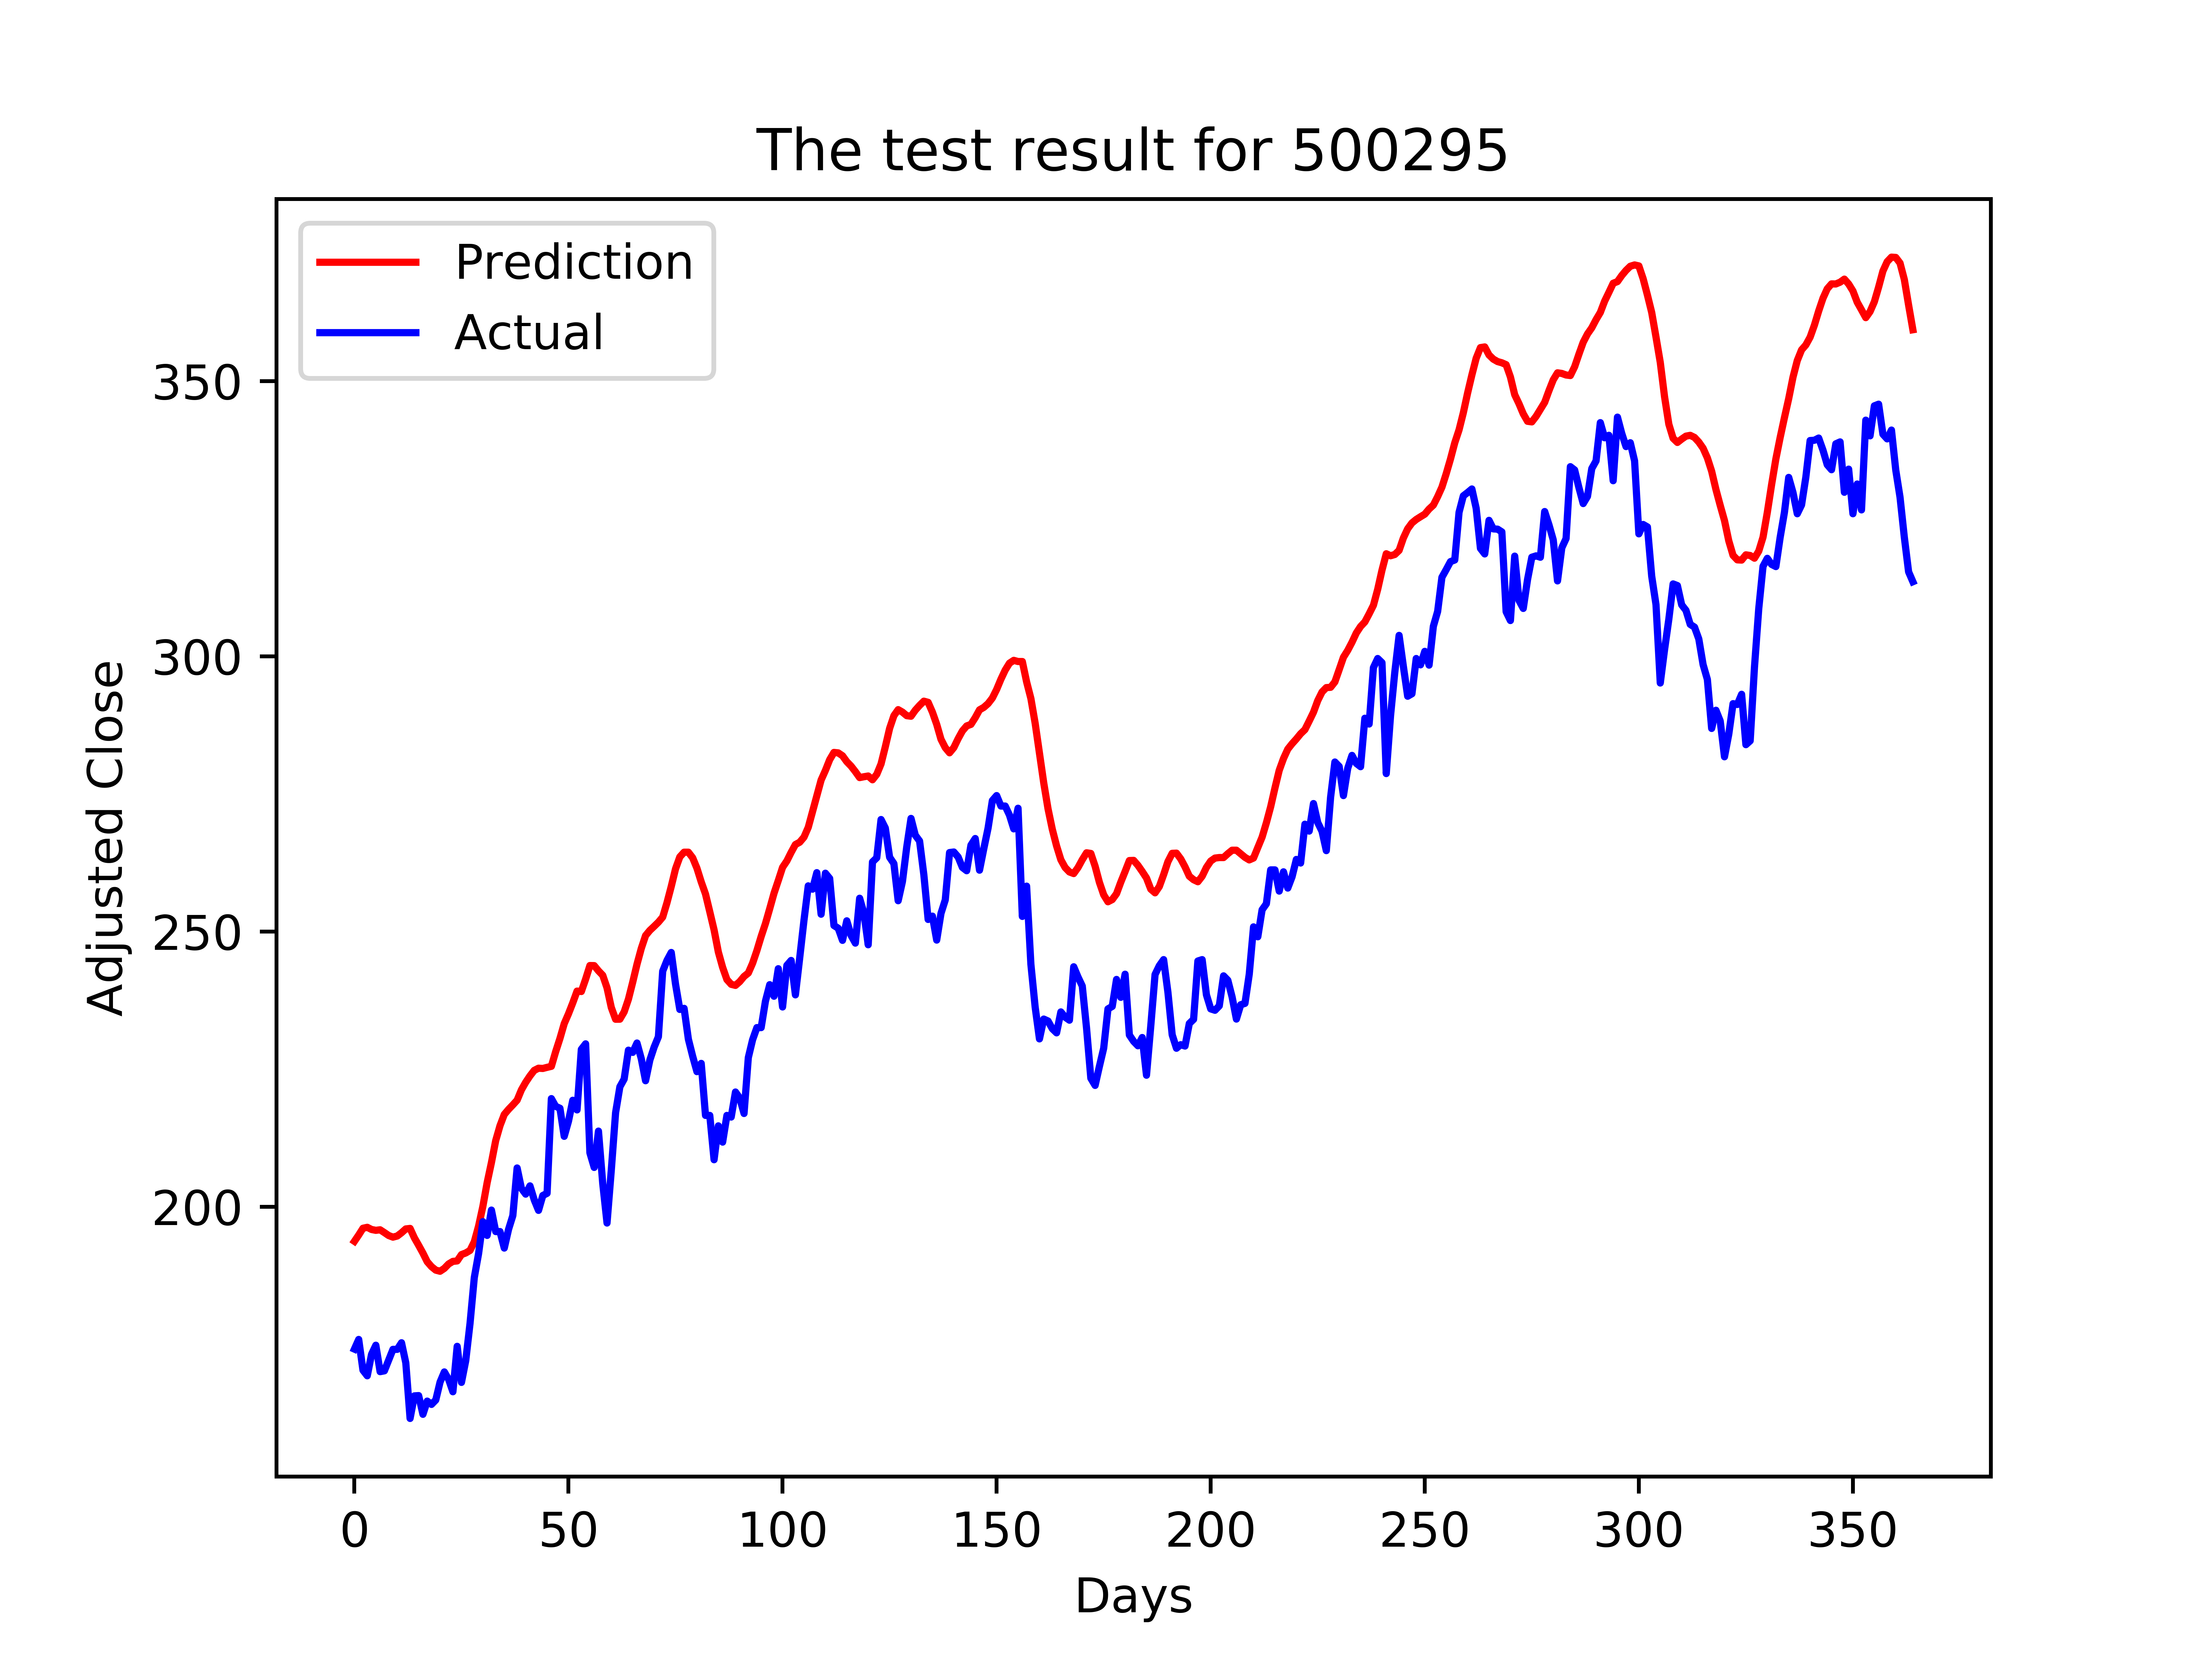 The test result for 500295
Prediction
Actual
Adjusted Close
350
300
250
200
0 50 100 150 200 250 300 350
Days